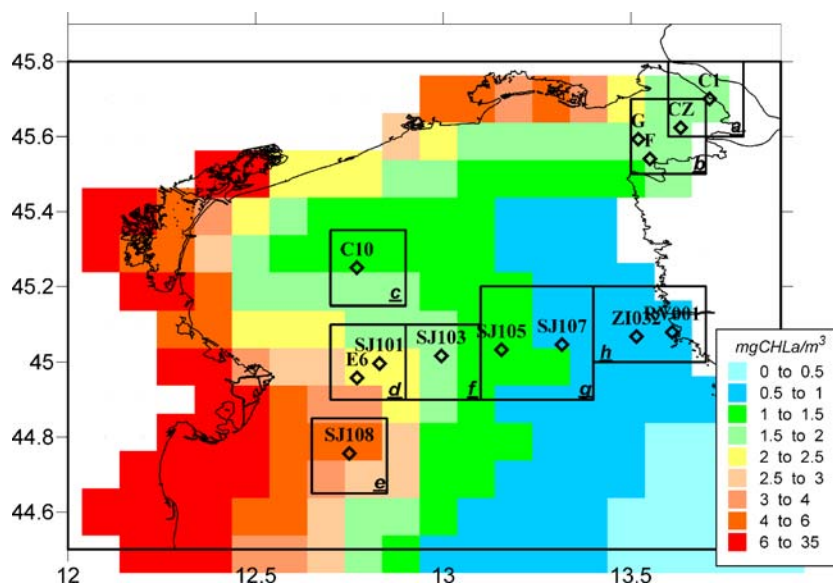 45.8
C1
CZ
G
a
45.6
F
b
45.4
C10
45.2
c
RV001
SJ105
SJ107
ZI032
SJ103
SJ101
45
E6
h
d
f
g
mgCHLa/m³
0 to 0.5
0.5 to 1
1 to 1.5
1.5 to 2
2 to 2.5
2.5 to 3
3 to 4
4 to 6
6 to 35
44.8
SJ108
e
44.6
12
12.5
13
13.5